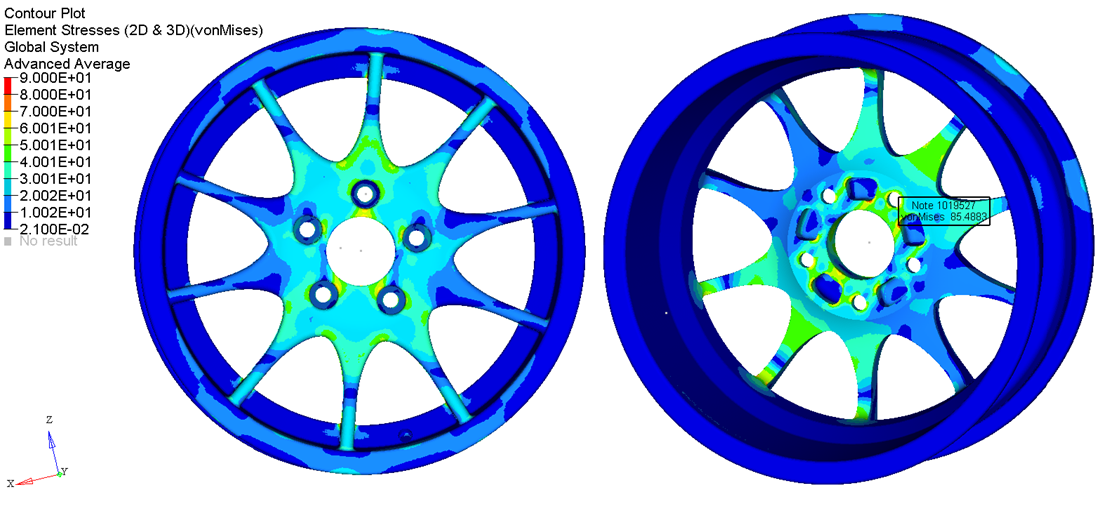 Contour Plot
Element Stresses (2D & 3D)(vonMises)
Global System
Advanced Average
9.000E+01
8.000E+01
7.000E+01
6.001E+01
5.001E+01
4.001E+01
3.001E+01
2.002E+01
1.002E+01
2.100E-02
No result
Note 1019527
vonMises 85.4883
Z
Y
X